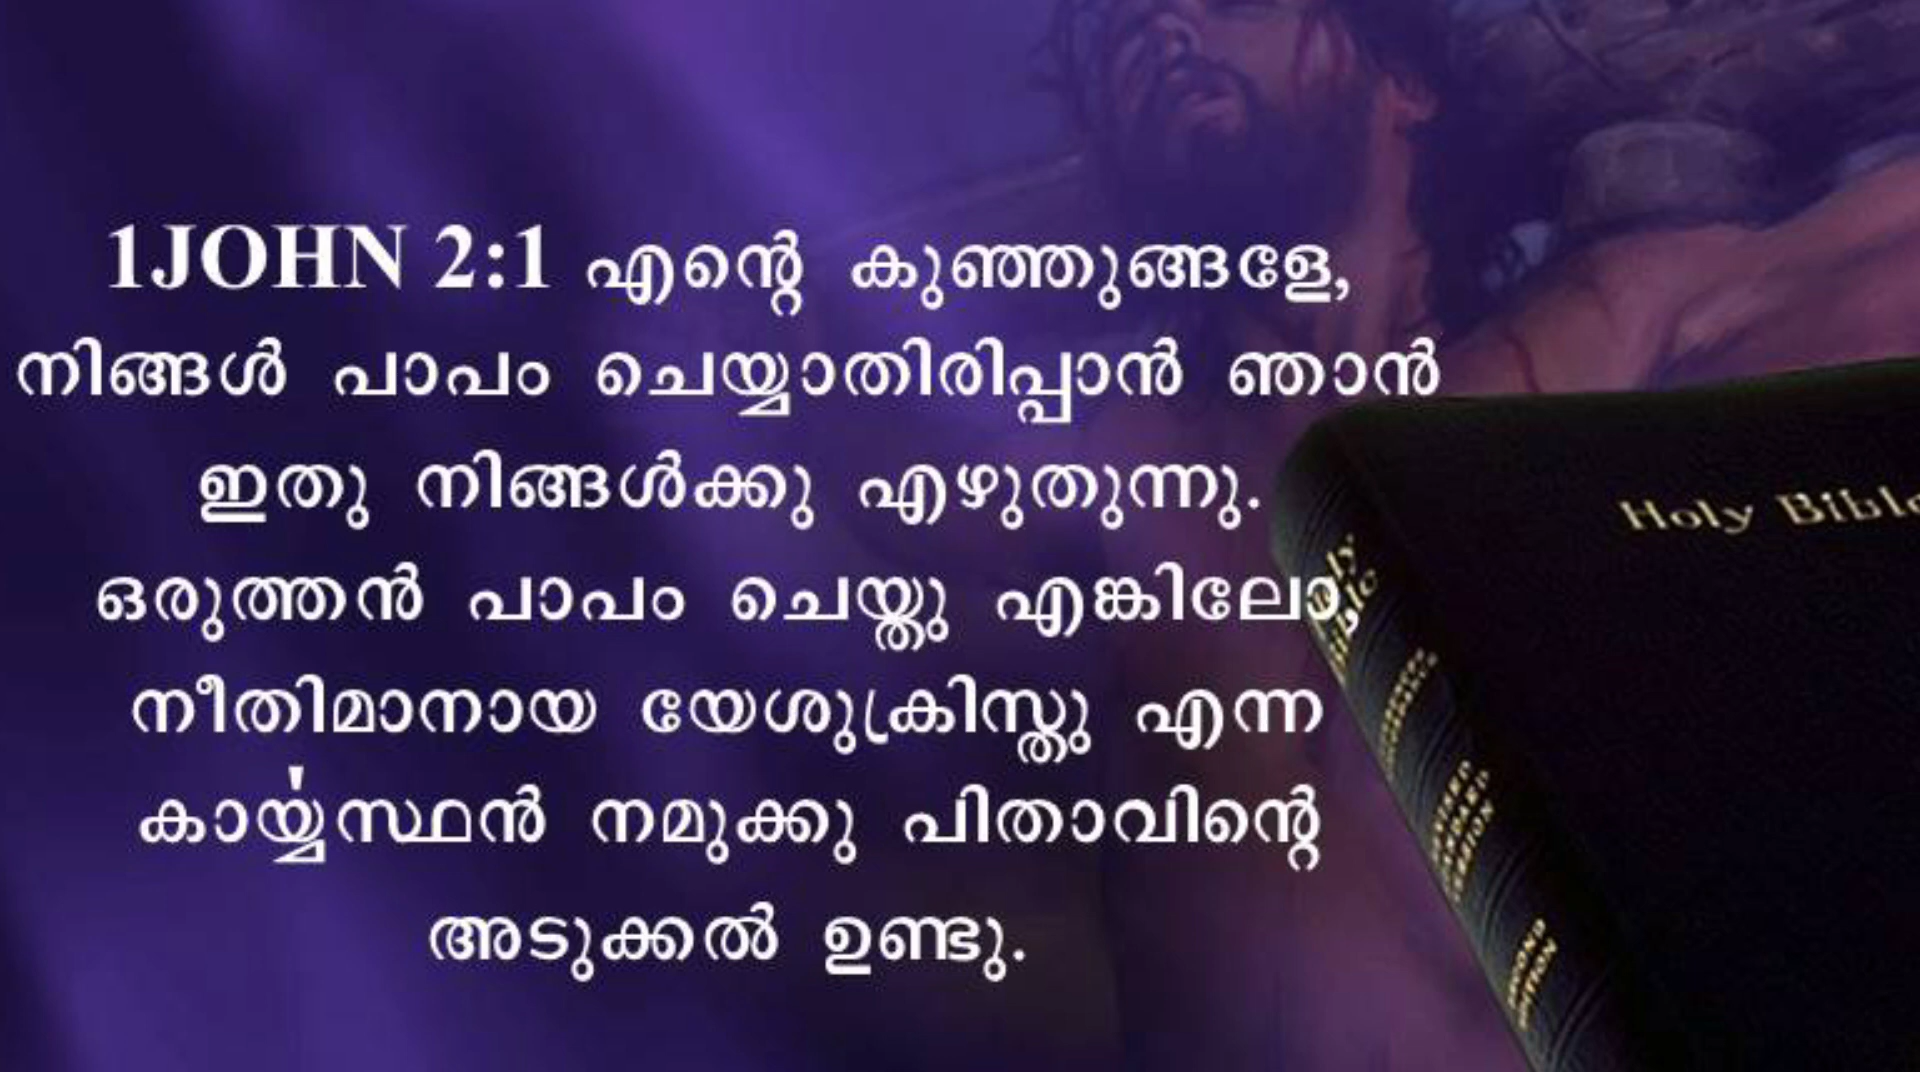 1JOHN 2:1 എന്റെ കുഞ്ഞുങ്ങളേ,
നിങ്ങൾ പാപം ചെയ്യാതിരിപ്പാൻ ഞാൻ
ഇതു നിങ്ങൾക്കു എഴുതുന്നു.
ഒരുത്തൻ പാപം ചെയ്തു എങ്കിലോ,
നീതിമാനായ യേശുക്രിസ്തു എന്ന
കാൎയ്യസ്ഥൻ നമുക്കു പിതാവിന്റെ
അടുക്കൽ ഉണ്ടു.
Holy Bible